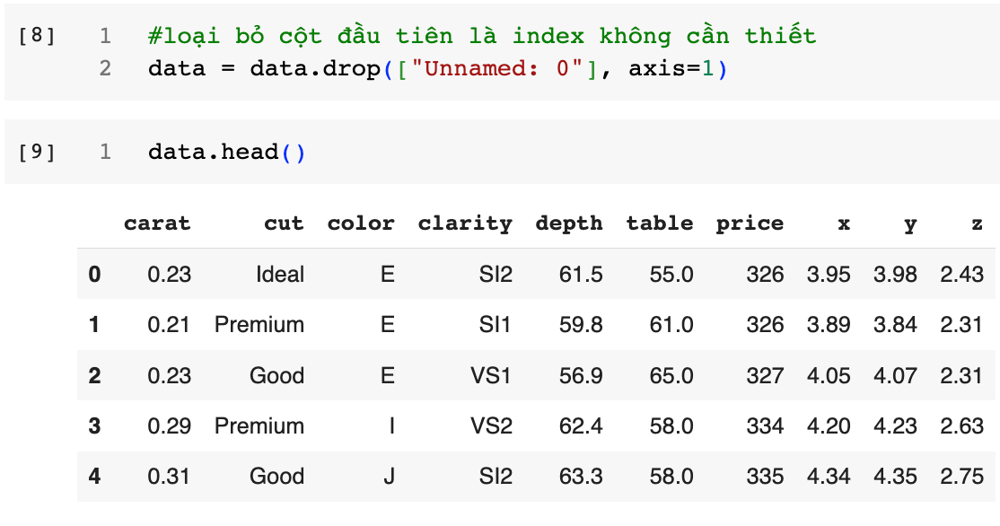 [8] 1 #loại bỏ cột đầu tiên là index không cần thiết
2 data = data.drop(["Unnamed: 0"], axis=1)
[9] 1 data.head()
carat cut color clarity depth table price x y z
0 0.23 Ideal E SI2 61.5 55.0 326 3.95 3.98 2.43
1 0.21 Premium E SI1 59.8 61.0 326 3.89 3.84 2.31
2 0.23 Good E VS1 56.9 65.0 327 4.05 4.07 2.31
3 0.29 Premium I VS2 62.4 58.0 334 4.20 4.23 2.63
4 0.31 Good J SI2 63.3 58.0 335 4.34 4.35 2.75